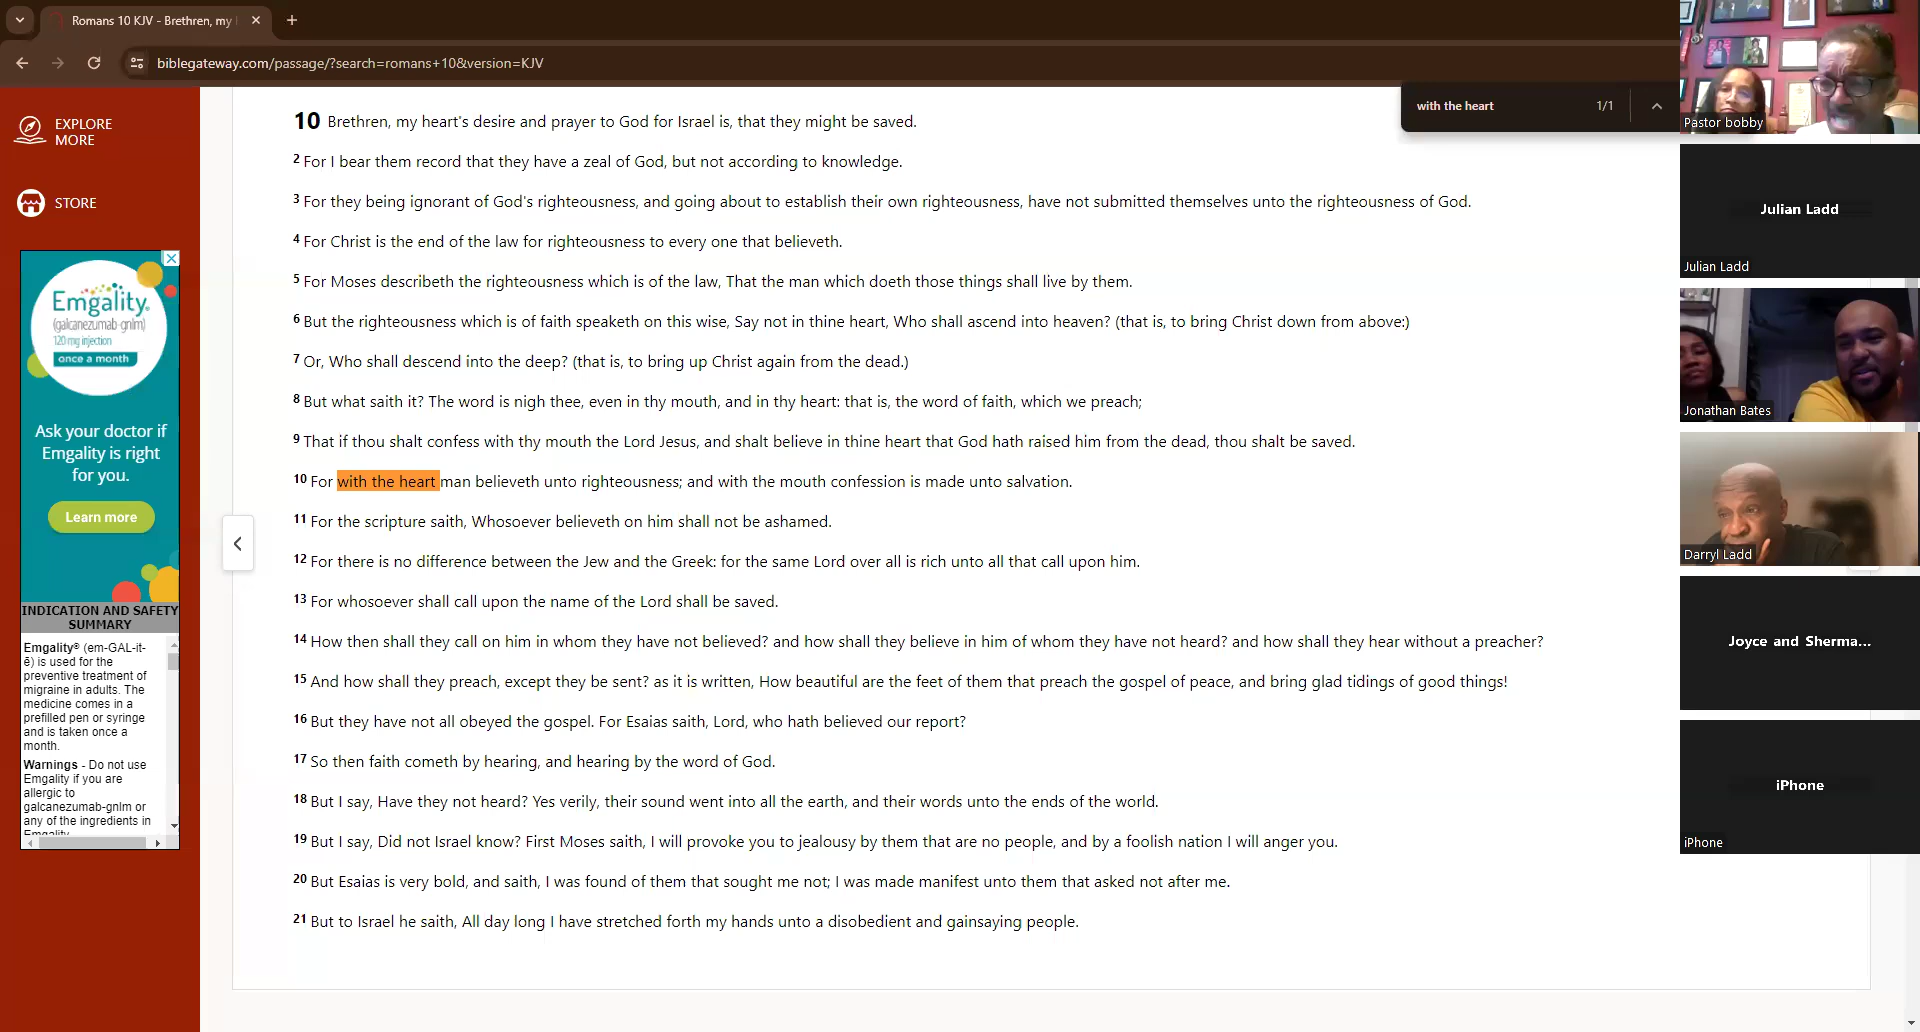 Romans 10 KJV - Brethren, my
biblegateway.com/passage/?search=romans+10&version=KJV
with the heart 1/1
EXPLORE
MORE
STORE
Emgality®
(galcanezumab-gnlm)
120 mg injection
once a month
Ask your doctor if
Emgality is right
for you.
Learn more
INDICATION AND SAFETY
SUMMARY
Emgality® (em-GAL-it-
ē) is used for the
preventive treatment of
migraine in adults. The
medicine comes in a
prefilled pen or syringe
and is taken once a
month.
Warnings - Do not use
Emgality if you are
allergic to
galcanezumab-gnlm or
any of the ingredients in
Emgality
10 Brethren, my heart's desire and prayer to God for Israel is, that they might be saved.
2 For I bear them record that they have a zeal of God, but not according to knowledge.
3 For they being ignorant of God's righteousness, and going about to establish their own righteousness, have not submitted themselves unto the righteousness of God.
4 For Christ is the end of the law for righteousness to every one that believeth.
5 For Moses describeth the righteousness which is of the law, That the man which doeth those things shall live by them.
6 But the righteousness which is of faith speaketh on this wise, Say not in thine heart, Who shall ascend into heaven? (that is, to bring Christ down from above:)
7 Or, Who shall descend into the deep? (that is, to bring up Christ again from the dead.)
8 But what saith it? The word is nigh thee, even in thy mouth, and in thy heart: that is, the word of faith, which we preach;
9 That if thou shalt confess with thy mouth the Lord Jesus, and shalt believe in thine heart that God hath raised him from the dead, thou shalt be saved.
10 For with the heart man believeth unto righteousness; and with the mouth confession is made unto salvation.
11 For the scripture saith, Whosoever believeth on him shall not be ashamed.
12 For there is no difference between the Jew and the Greek: for the same Lord over all is rich unto all that call upon him.
13 For whosoever shall call upon the name of the Lord shall be saved.
14 How then shall they call on him in whom they have not believed? and how shall they believe in him of whom they have not heard? and how shall they hear without a preacher?
15 And how shall they preach, except they be sent? as it is written, How beautiful are the feet of them that preach the gospel of peace, and bring glad tidings of good things!
16 But they have not all obeyed the gospel. For Esaias saith, Lord, who hath believed our report?
17 So then faith cometh by hearing, and hearing by the word of God.
18 But I say, Have they not heard? Yes verily, their sound went into all the earth, and their words unto the ends of the world.
19 But I say, Did not Israel know? First Moses saith, I will provoke you to jealousy by them that are no people, and by a foolish nation I will anger you.
20 But Esaias is very bold, and saith, I was found of them that sought me not; I was made manifest unto them that asked not after me.
21 But to Israel he saith, All day long I have stretched forth my hands unto a disobedient and gainsaying people.
Pastor bobby
Julian Ladd
Julian Ladd
Jonathan Bates
Darryl Ladd
Joyce and Sherma...
iPhone
iPhone